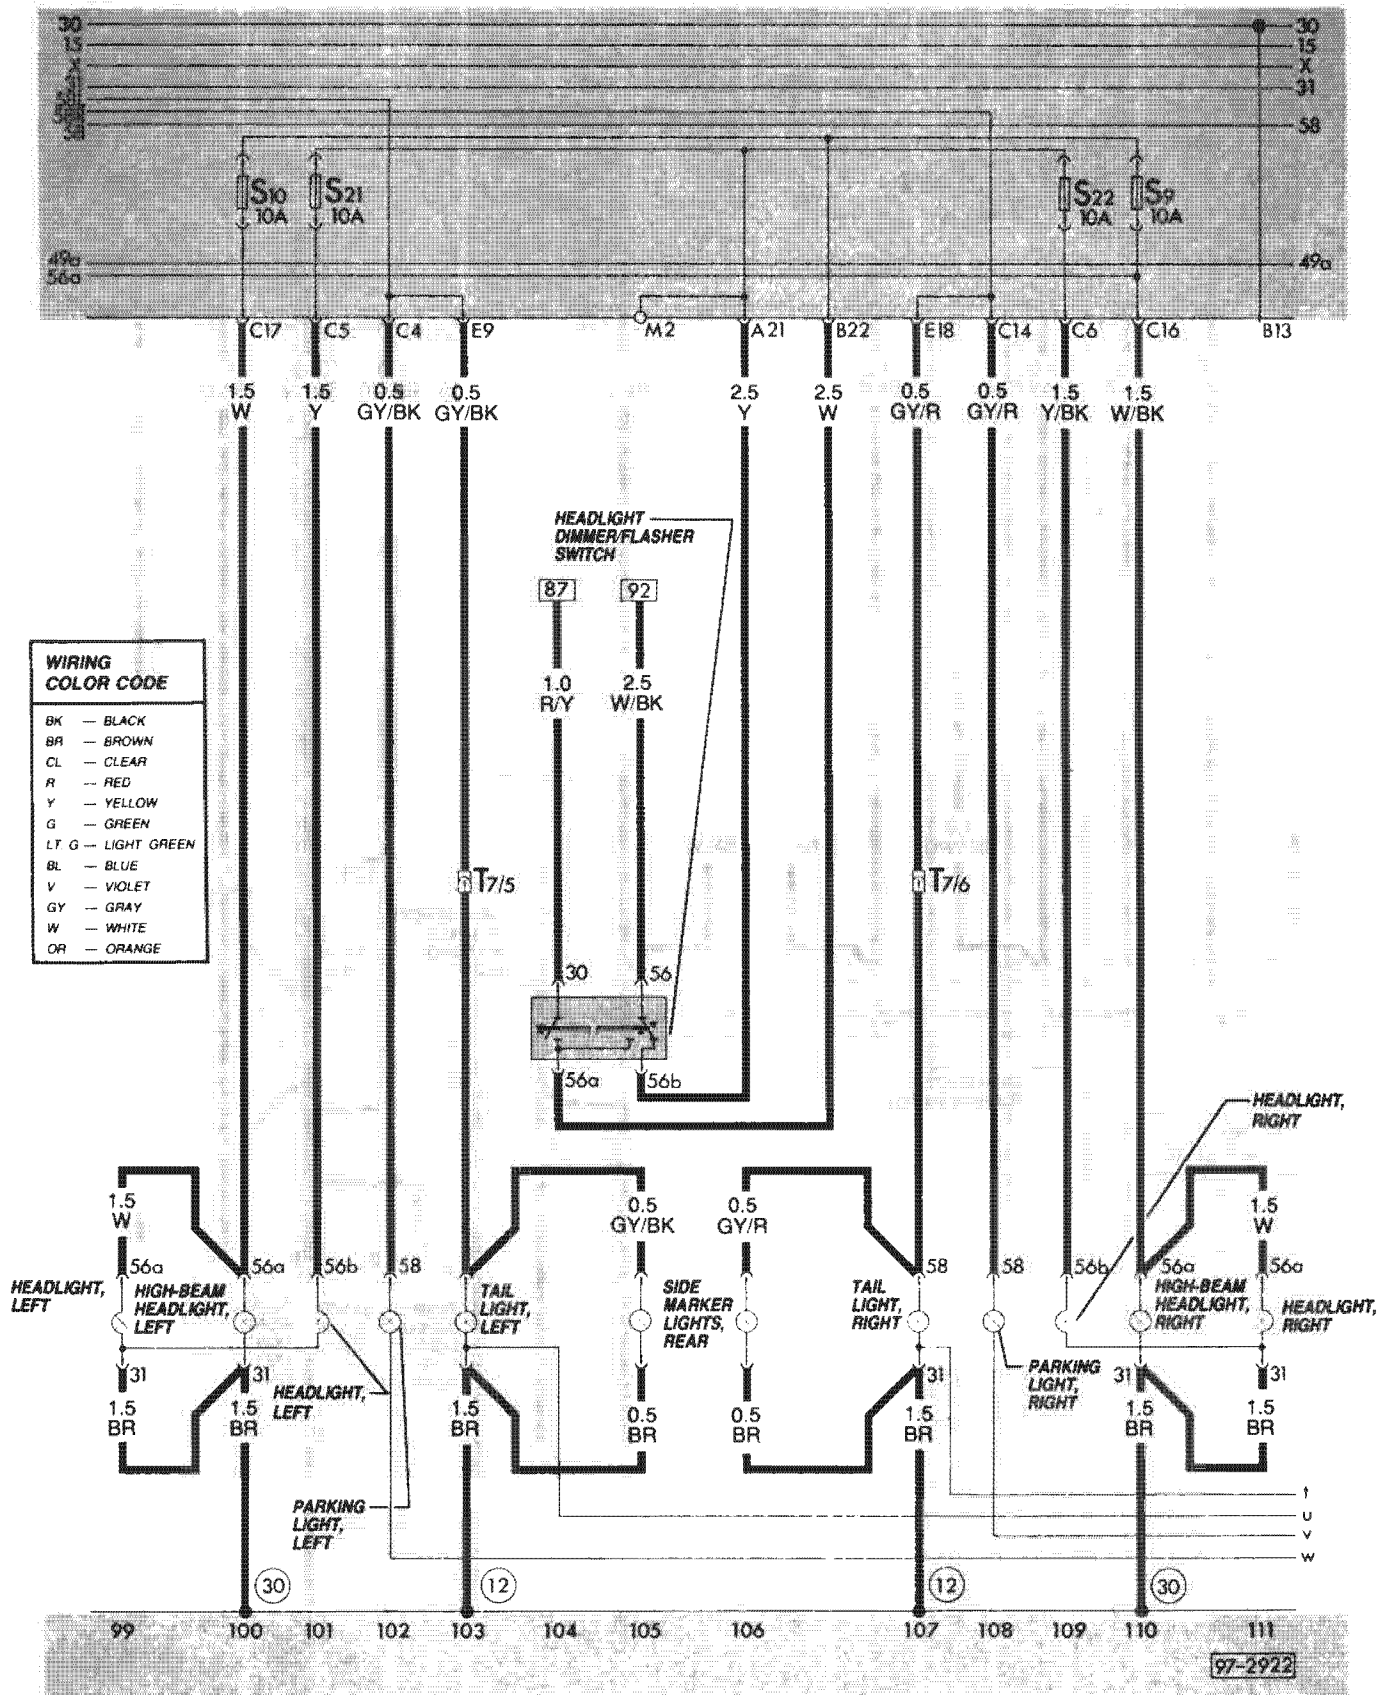 30 30
15 15
X X
31
58
S10 10A
S21 10A
S22 10A
S9 10A
49a 49a
56a
C17 C5 C4 E9 M2 A21 B22 E18 C14 C6 C16 B13
1.5 1.5 0.5 0.5 2.5 2.5 0.5 0.5 1.5 1.5
W Y GY/BK GY/BK Y W GY/R GY/R Y/BK W/BK
HEADLIGHT
DIMMER/FLASHER
SWITCH
87 92
1.0 2.5
R/Y W/BK
WIRING
COLOR CODE
BK — BLACK
BR — BROWN
CL — CLEAR
R — RED
Y — YELLOW
G — GREEN
LT G — LIGHT GREEN
BL — BLUE
V — VIOLET
GY — GRAY
W — WHITE
OR — ORANGE
T7/5 T7/6
30 56
56a 56b
HEADLIGHT,
RIGHT
1.5 0.5 0.5 1.5
W GY/BK GY/R W
56a 56a 56b 58 58 58 56b 56a 56a
HEADLIGHT,
LEFT
HIGH-BEAM
HEADLIGHT,
LEFT
TAIL
LIGHT,
LEFT
SIDE
MARKER
LIGHTS,
REAR
TAIL
LIGHT,
RIGHT
HIGH-BEAM
HEADLIGHT,
RIGHT
HEADLIGHT,
RIGHT
31 31 31 31 31
HEADLIGHT,
LEFT
PARKING
LIGHT,
RIGHT
1.5 1.5 1.5 0.5 0.5 1.5 1.5 1.5
BR BR BR BR BR BR BR BR
PARKING
LIGHT,
LEFT
t
u
v
w
30 12 12 30
99 100 101 102 103 104 105 106 107 108 109 110 111
97-2922